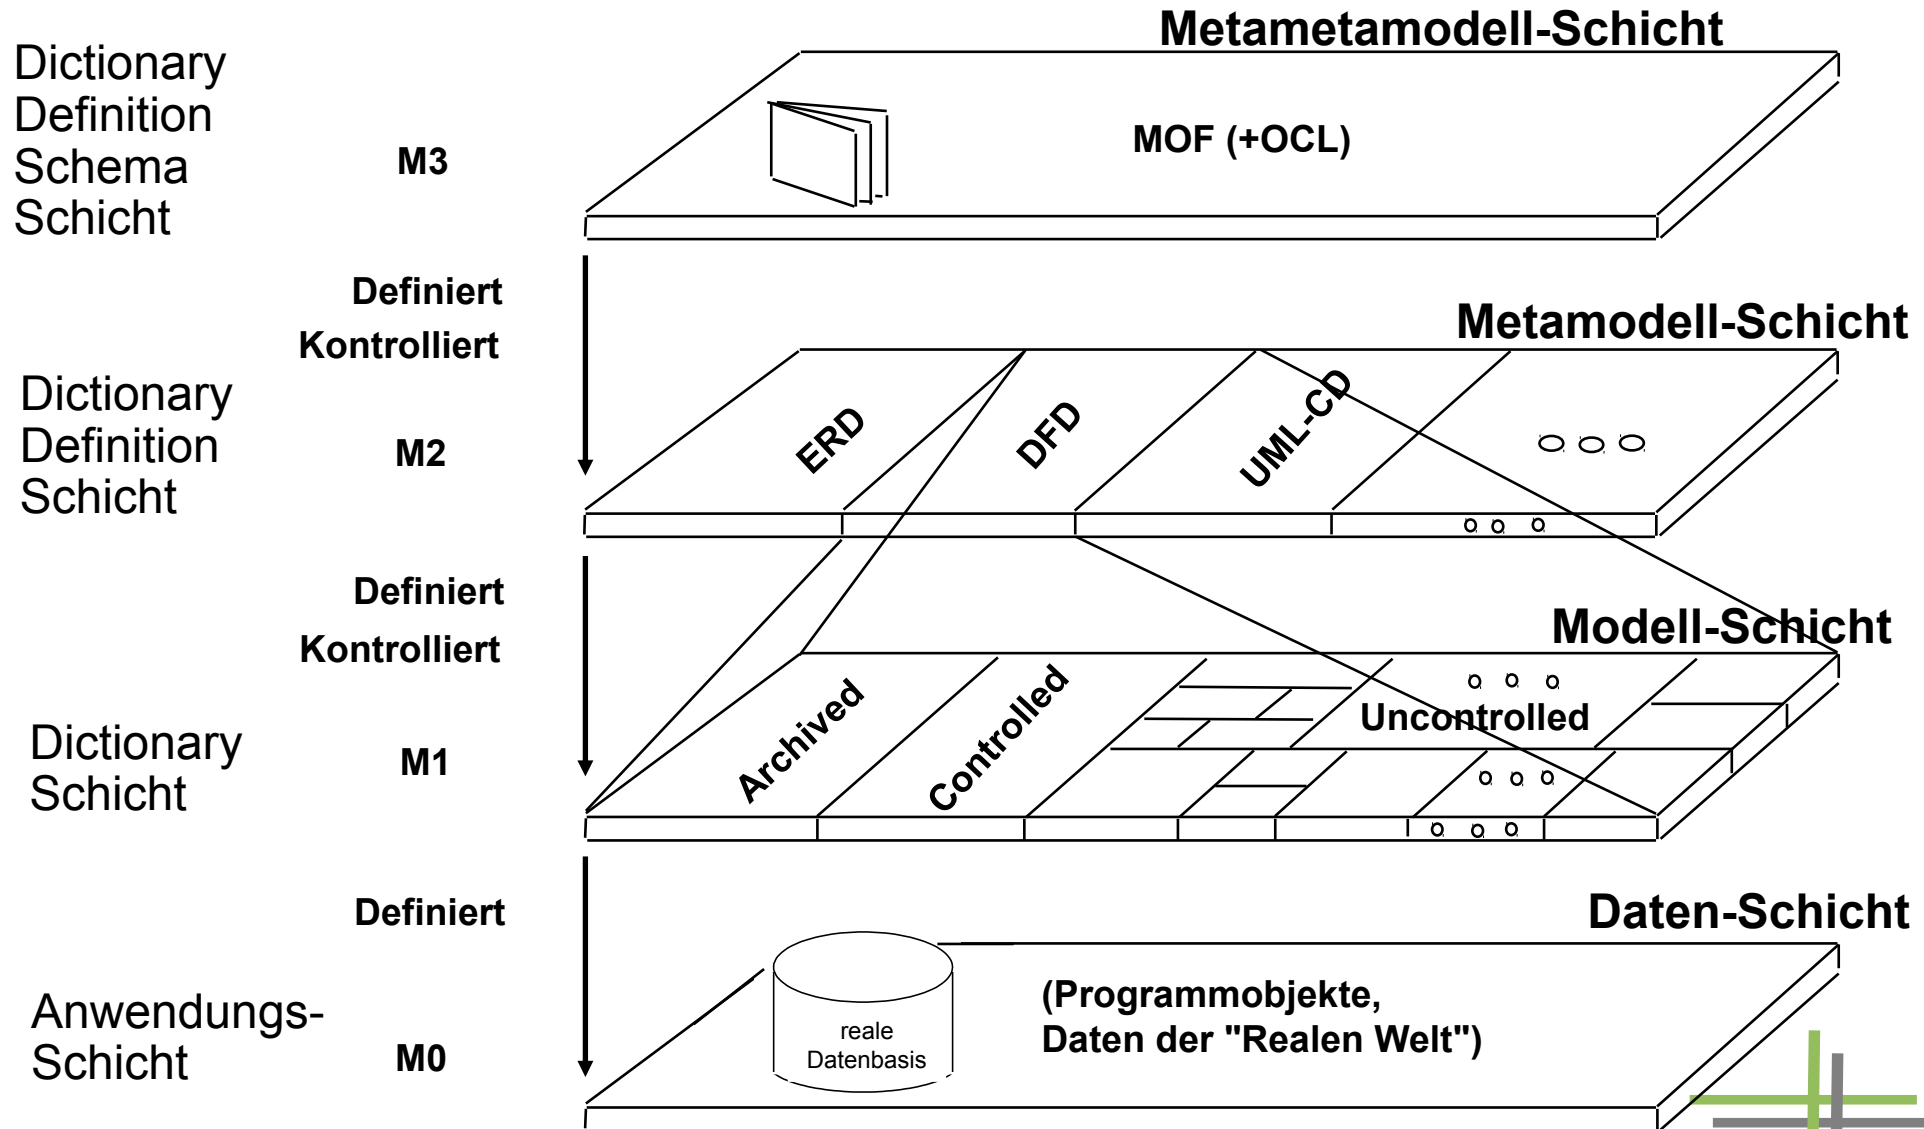 Metametamodell-Schicht
Dictionary
Definition
Schema
Schicht
M3
MOF (+OCL)
Definiert
Kontrolliert
Metamodell-Schicht
Dictionary
Definition
Schicht
M2
ERD
DFD
UML-CD
Definiert
Kontrolliert
Modell-Schicht
Dictionary
Schicht
M1
Archived
Controlled
Uncontrolled
Definiert
Daten-Schicht
Anwendungs-
Schicht
M0
reale
Datenbasis
(Programmobjekte,
Daten der "Realen Welt")